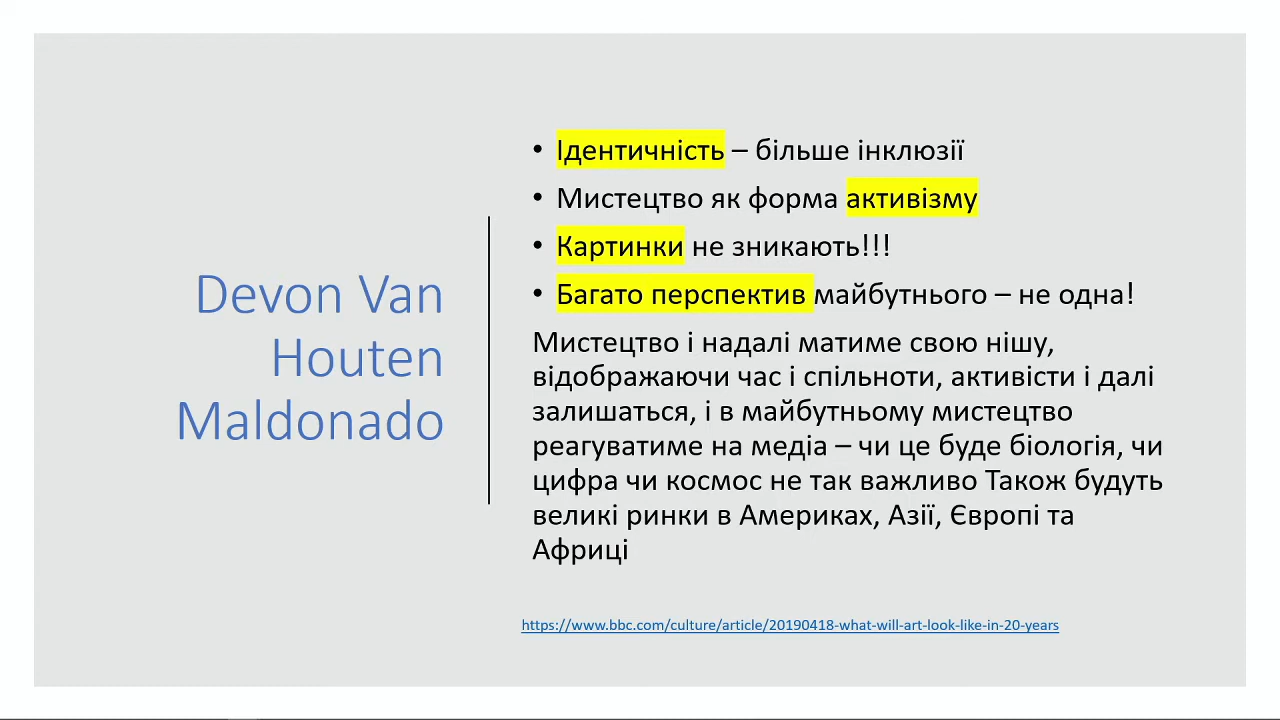 Devon Van
Houten
Maldonado
• Ідентичність – більше інклюзії
• Мистецтво як форма активізму
• Картинки не зникають!!!
• Багато перспектив майбутнього – не одна!
Мистецтво і надалі матиме свою нішу,
відображаючи час і спільноти, активісти і далі
залишаться, і в майбутньому мистецтво
реагуватиме на медіа – чи це буде біологія, чи
цифра чи космос не так важливо Також будуть
великі ринки в Америках, Азії, Європі та
Африці
https://www.bbc.com/culture/article/20190418-what-will-art-look-like-in-20-years